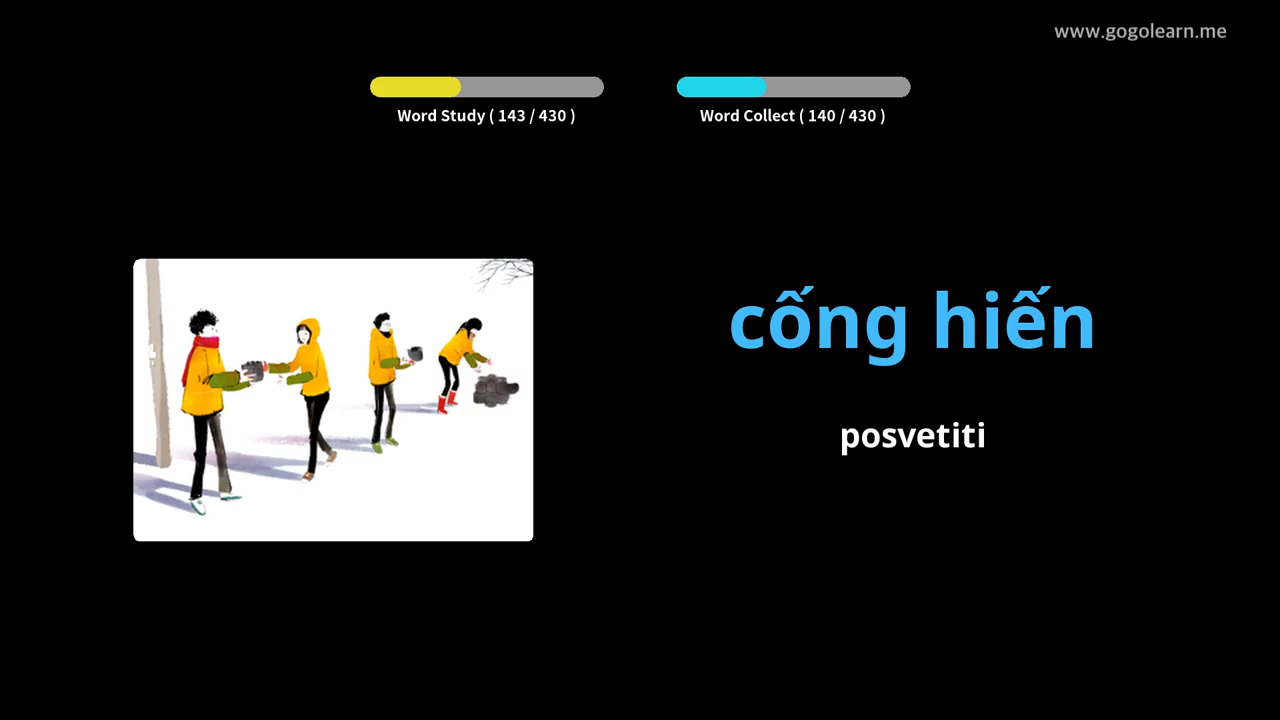 www.gogolearn.me
Word Study ( 143 / 430 )
Word Collect ( 140 / 430 )
cống hiến
posvetiti